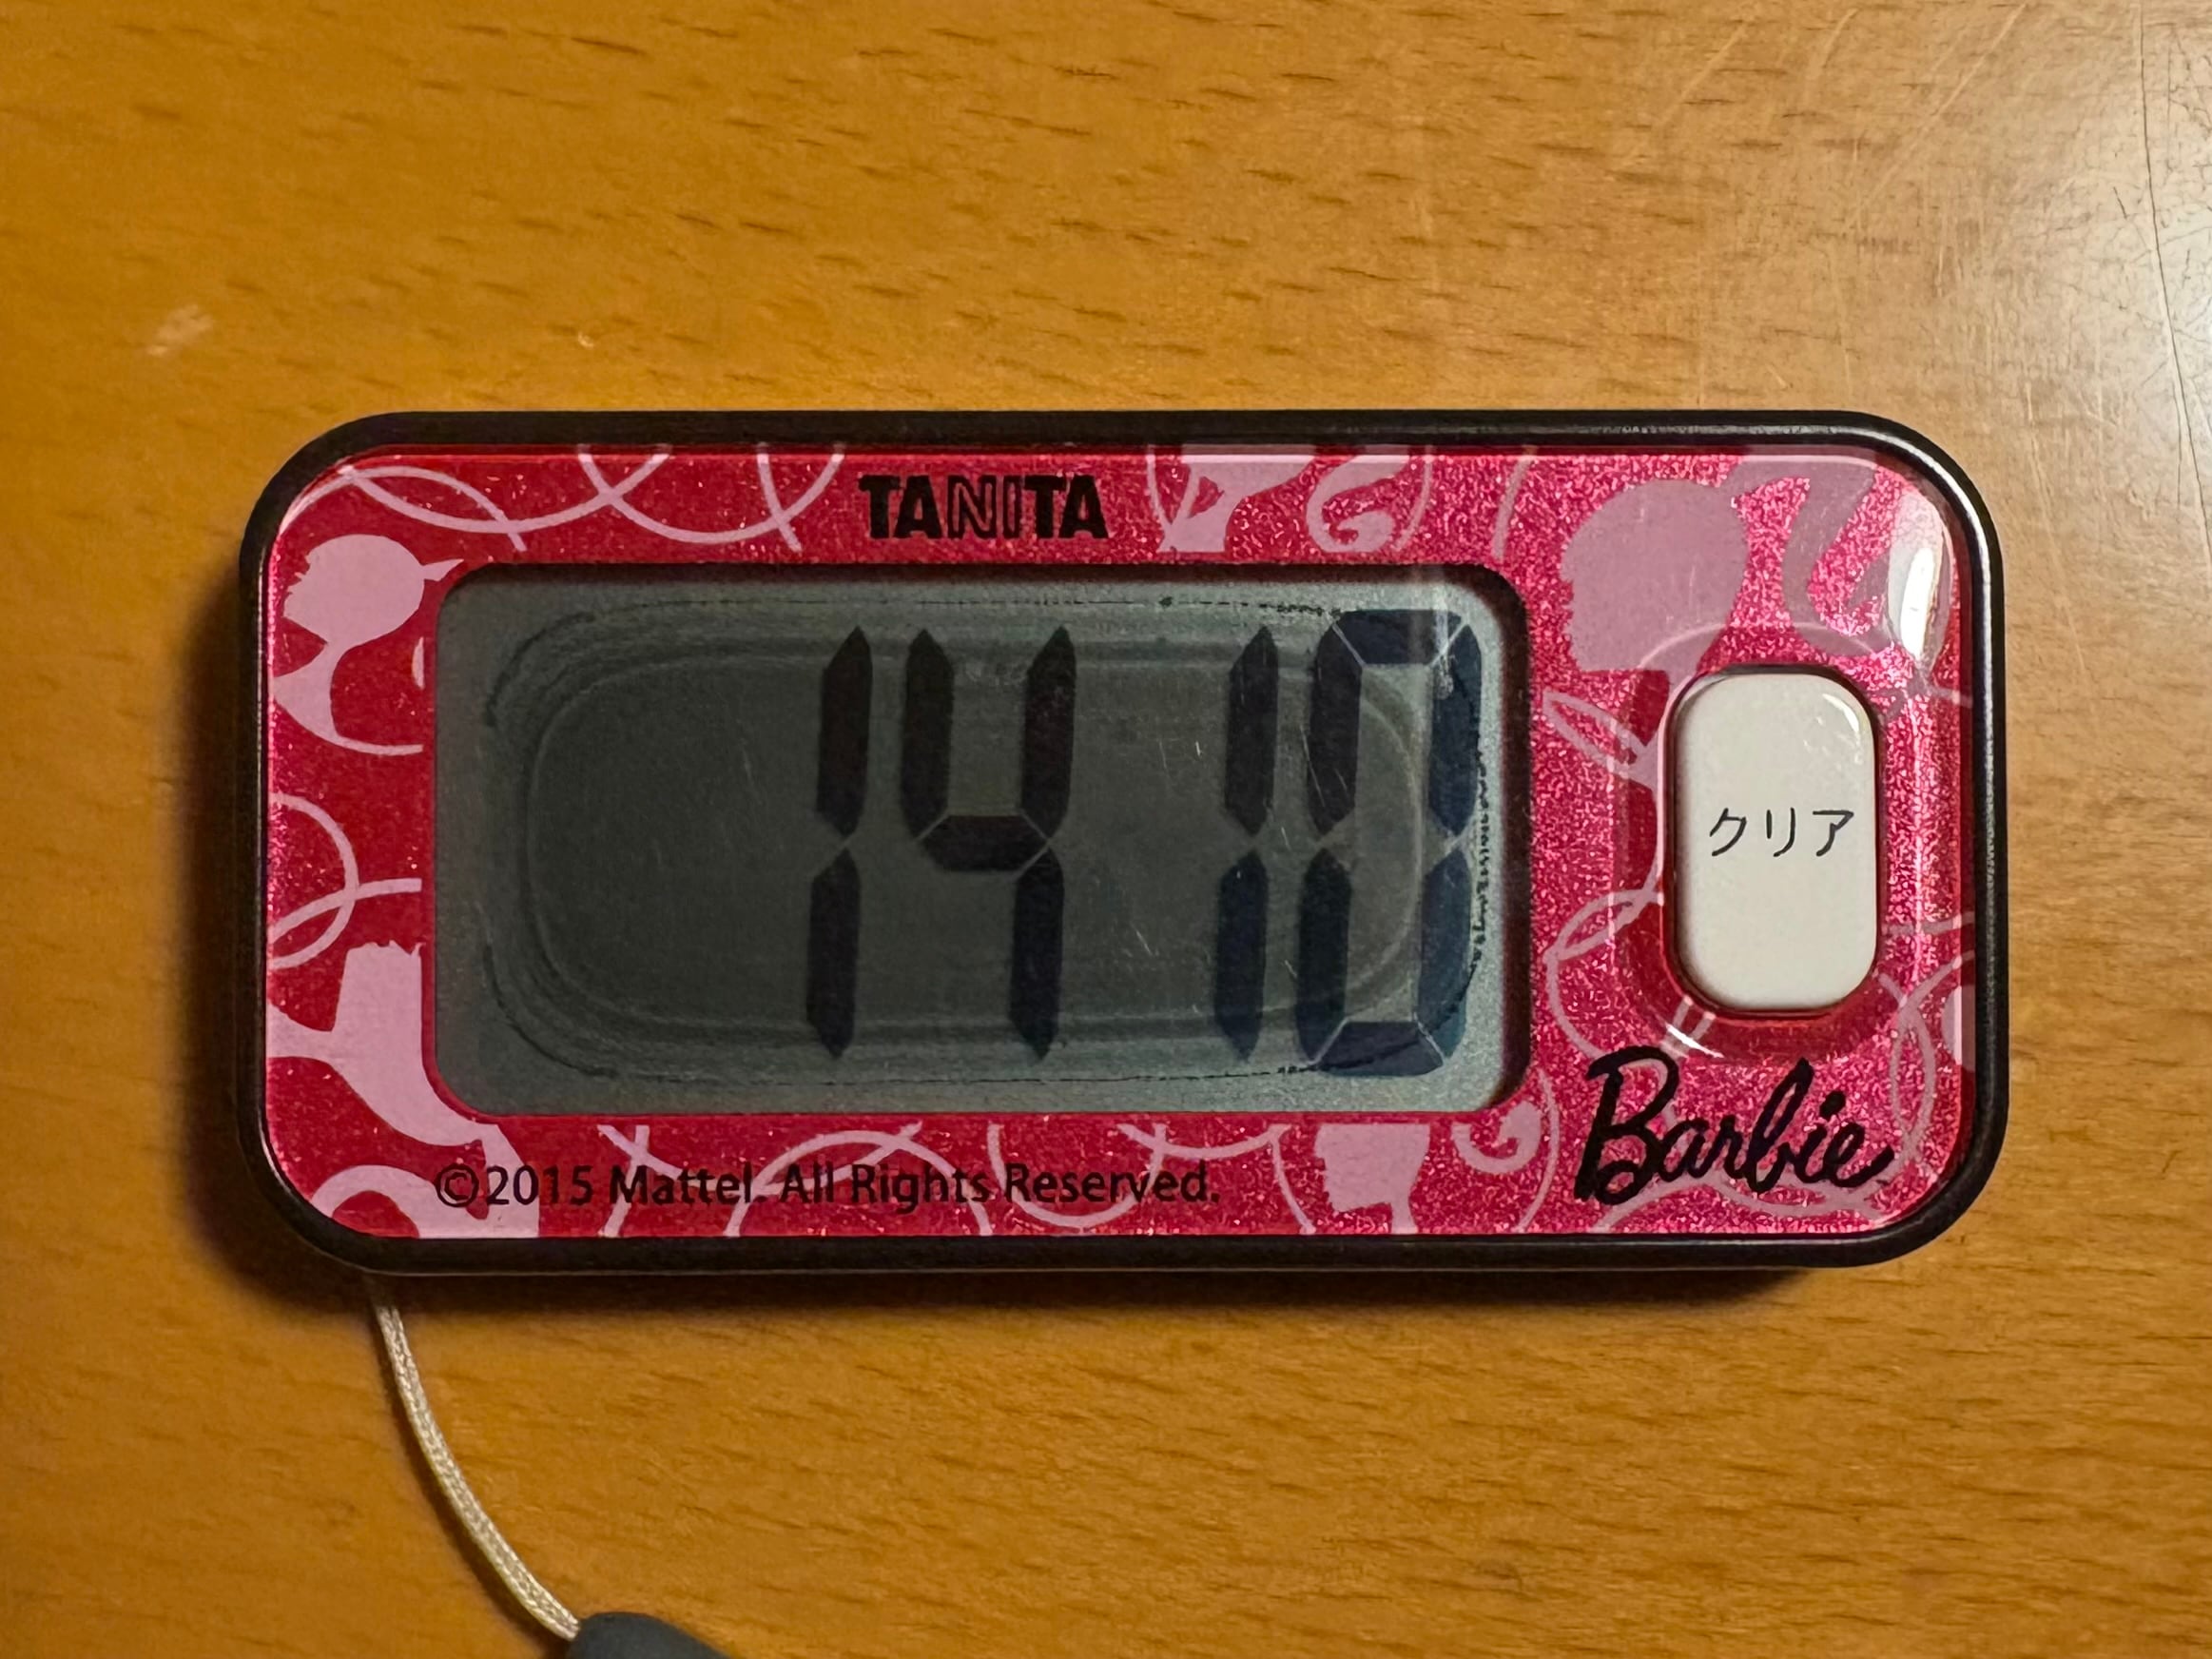 TANITA
1410
クリア
Barbie
©2015 Mattel. All Rights Reserved.